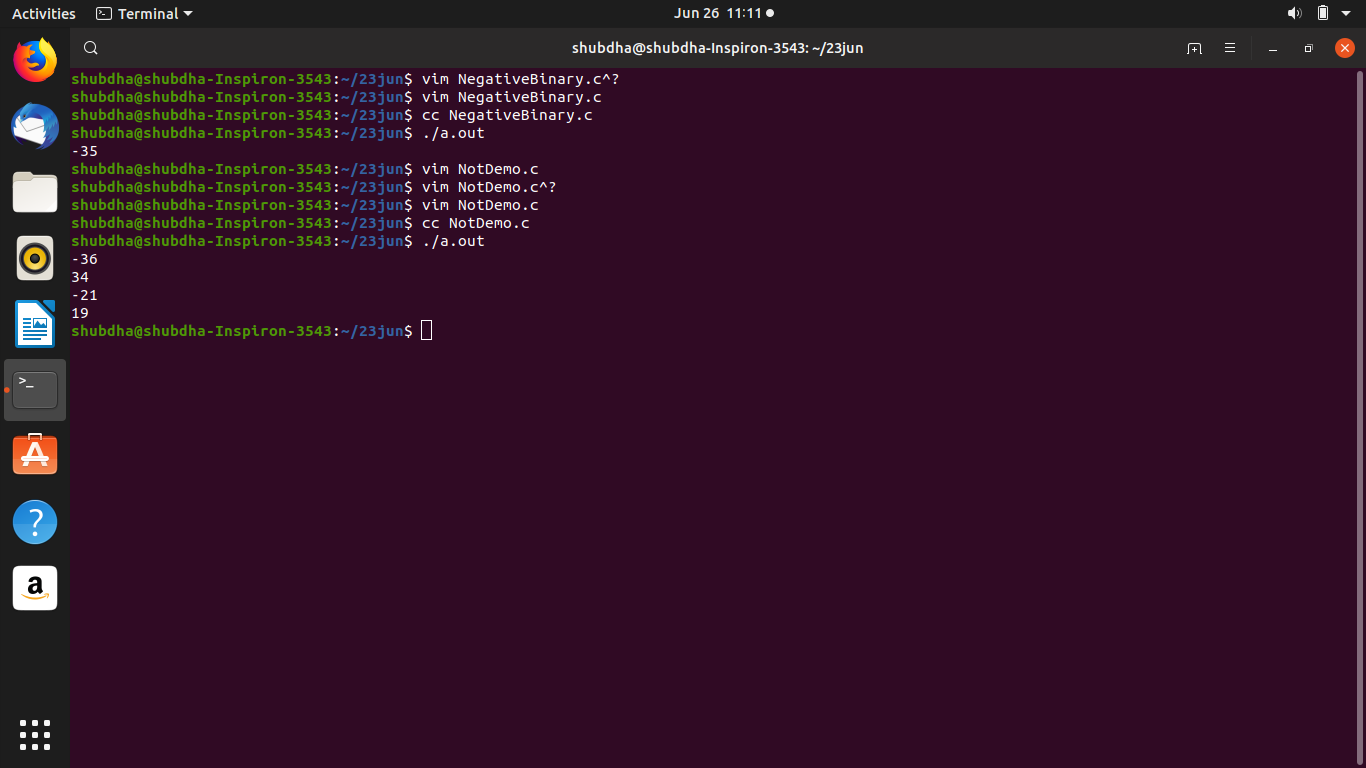 Activities Terminal Jun 26 11:11
shubdha@shubdha-Inspiron-3543: ~/23jun
shubdha@shubdha-Inspiron-3543:~/23jun$ vim NegativeBinary.c^?
shubdha@shubdha-Inspiron-3543:~/23jun$ vim NegativeBinary.c
shubdha@shubdha-Inspiron-3543:~/23jun$ cc NegativeBinary.c
shubdha@shubdha-Inspiron-3543:~/23jun$ ./a.out
-35
shubdha@shubdha-Inspiron-3543:~/23jun$ vim NotDemo.c
shubdha@shubdha-Inspiron-3543:~/23jun$ vim NotDemo.c^?
shubdha@shubdha-Inspiron-3543:~/23jun$ vim NotDemo.c
shubdha@shubdha-Inspiron-3543:~/23jun$ cc NotDemo.c
shubdha@shubdha-Inspiron-3543:~/23jun$ ./a.out
-36
34
-21
19
shubdha@shubdha-Inspiron-3543:~/23jun$
>_
?
a